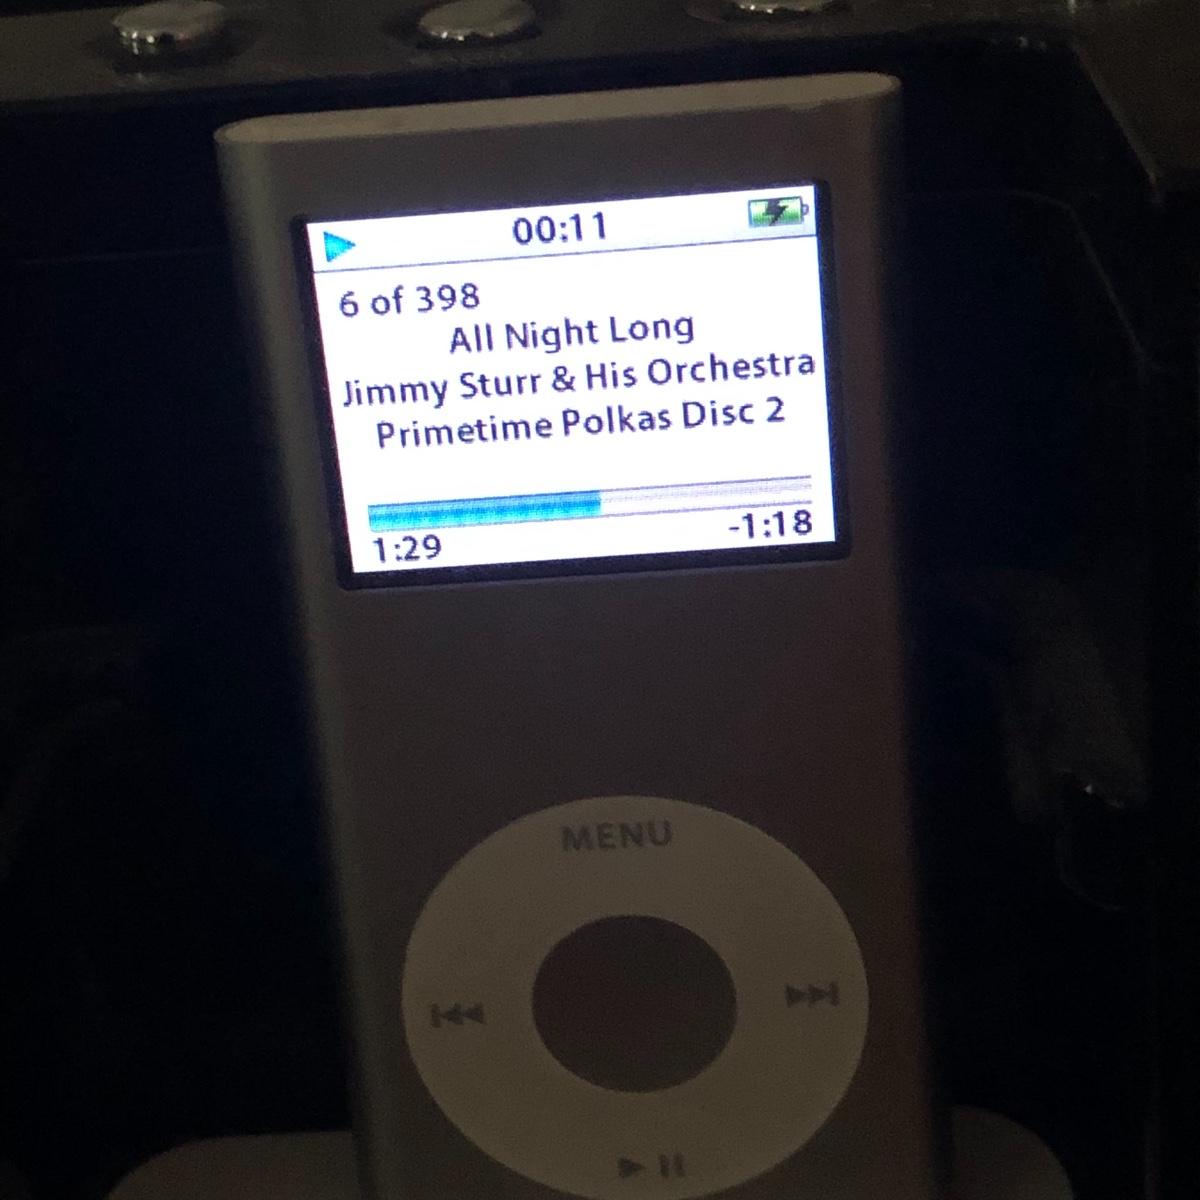 00:11
6 of 398
All Night Long
Jimmy Sturr & His Orchestra
Primetime Polkas Disc 2
1:29 -1:18
MENU